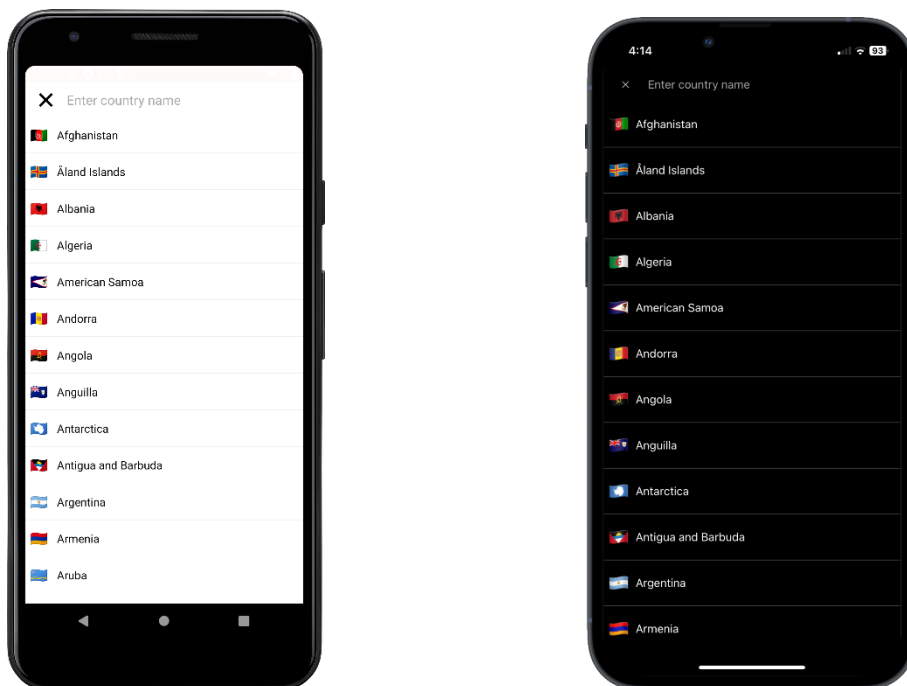 Enter country name
Afghanistan
Åland Islands
Albania
Algeria
American Samoa
Andorra
Angola
Anguilla
Antarctica
Antigua and Barbuda
Argentina
Armenia
Aruba
4:14
93
Enter country name
Afghanistan
Åland Islands
Albania
Algeria
American Samoa
Andorra
Angola
Anguilla
Antarctica
Antigua and Barbuda
Argentina
Armenia